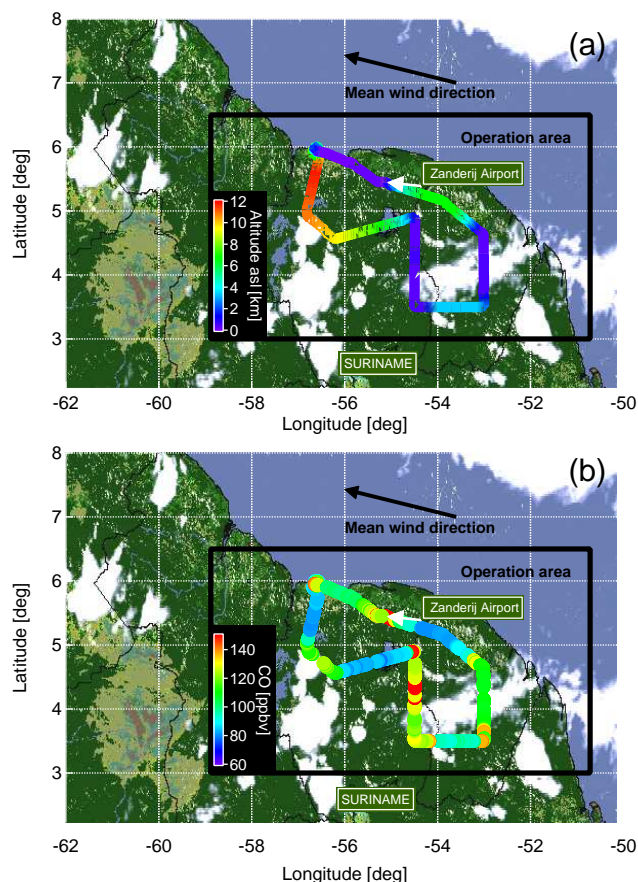 (a)
8
7
6
5
4
3
Latitude [deg]
Mean wind direction
Operation area
Zanderij Airport
12
10
8
6
4
2
0
Altitude asl [km]
SURINAME
-62
-60
-58
-56
-54
-52
-50
Longitude [deg]
(b)
8
7
6
5
4
3
Latitude [deg]
Mean wind direction
Operation area
Zanderij Airport
140
120
100
80
60
CO [ppbv]
SURINAME
-62
-60
-58
-56
-54
-52
-50
Longitude [deg]